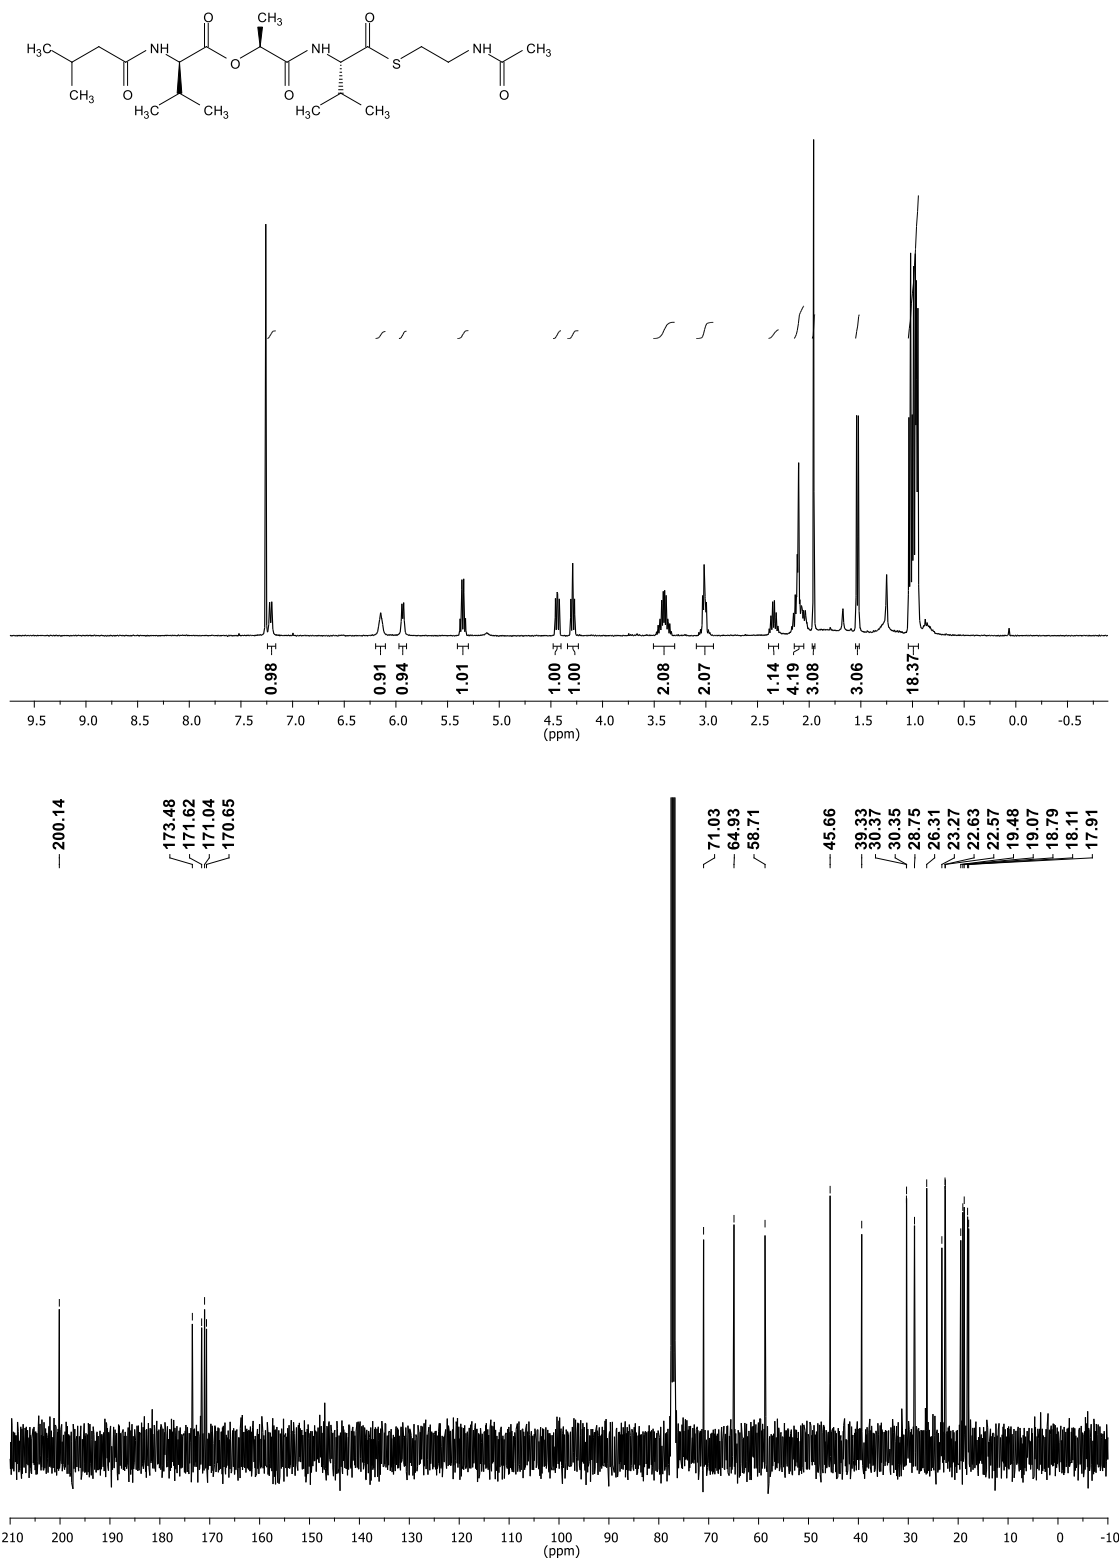 O CH3 O
H3C NH NH NH CH3
O S
CH3 O O O
H3C CH3 H3C CH3
0.98 0.91 0.94 1.01 1.00 1.00 2.08 2.07 1.14 4.19 3.08 3.06 18.37
9.5 9.0 8.5 8.0 7.5 7.0 6.5 6.0 5.5 5.0 4.5 4.0 3.5 3.0 2.5 2.0 1.5 1.0 0.5 0.0 -0.5
(ppm)
200.14 173.48 171.62 171.04 170.65 71.03 64.93 58.71 45.66 39.33 30.37 30.35 28.75 26.31 23.27 22.63 22.57 19.48 19.07 18.79 18.11 17.91
210 200 190 180 170 160 150 140 130 120 110 100 90 80 70 60 50 40 30 20 10 0 -10
(ppm)